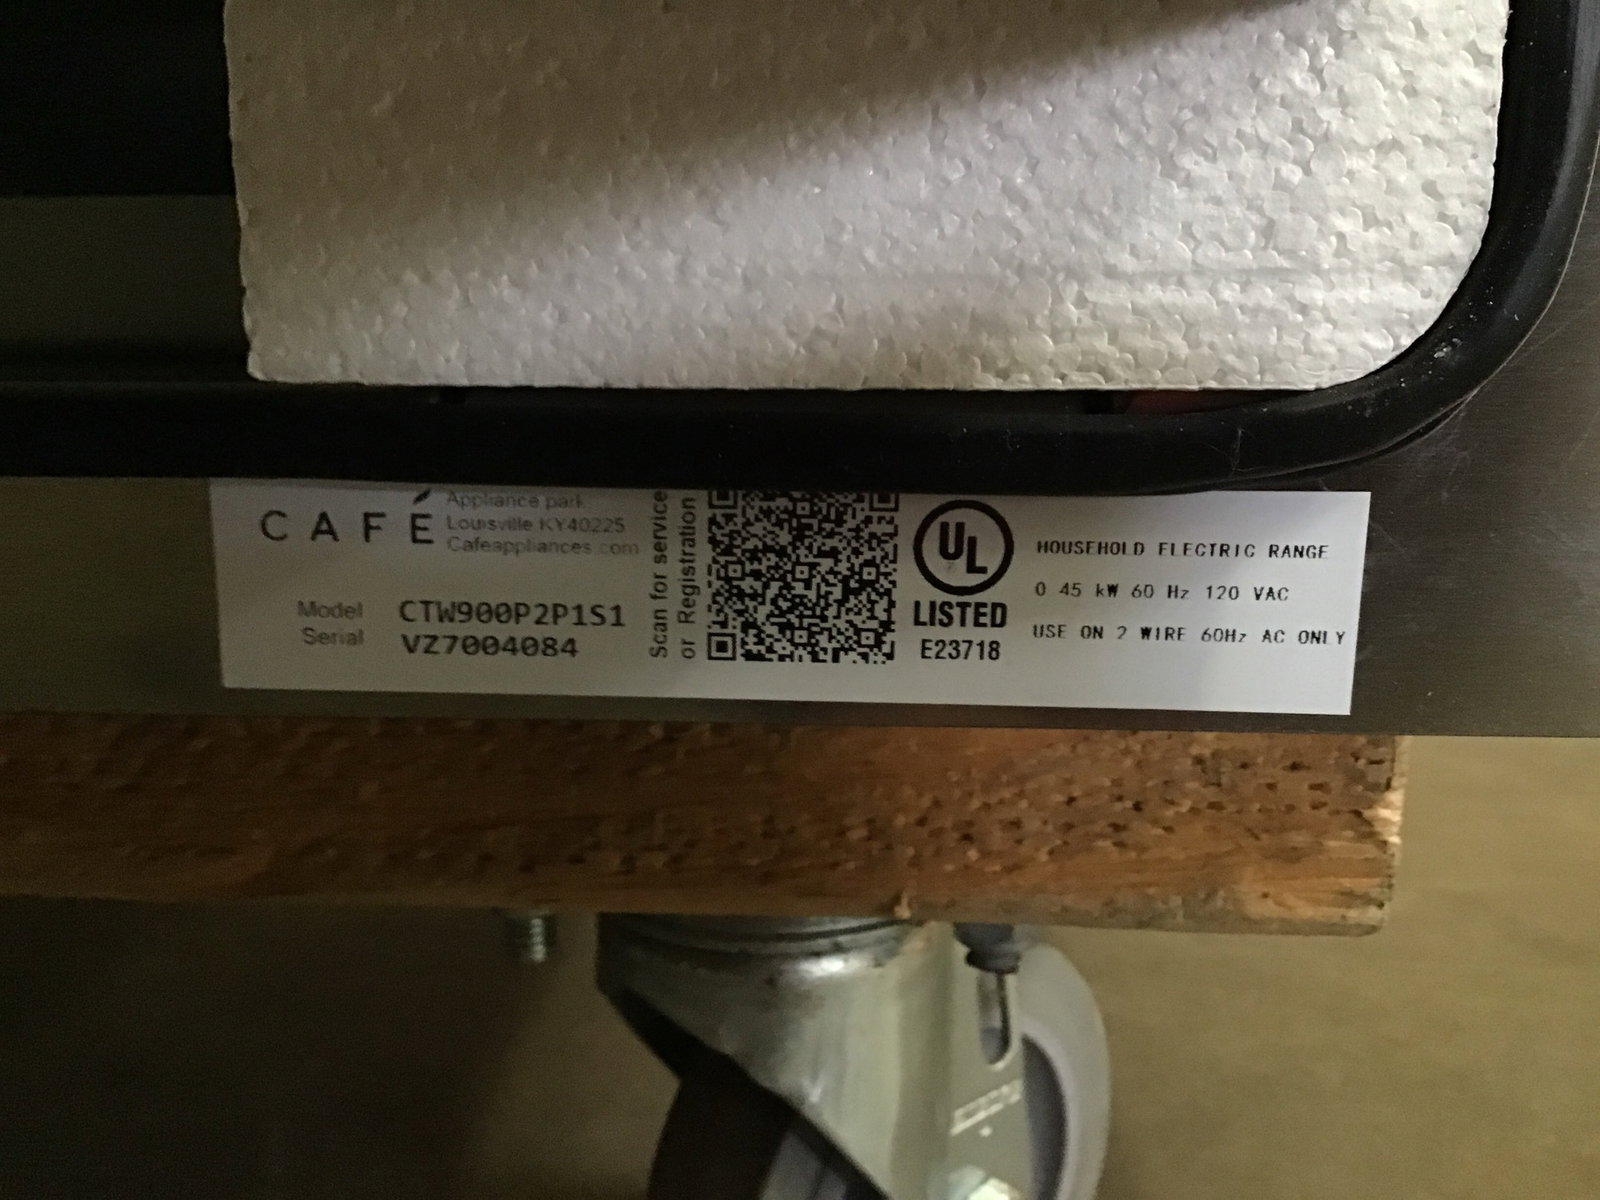 CAFÉ
Appliance park
Louisville KY40225
Cafeappliances.com
Model CTW900P2P1S1
Serial VZ7004084
Scan for service
or Registration
UL
LISTED
E23718
HOUSEHOLD ELECTRIC RANGE
0 45 kW 60 Hz 120 VAC
USE ON 2 WIRE 60Hz AC ONLY